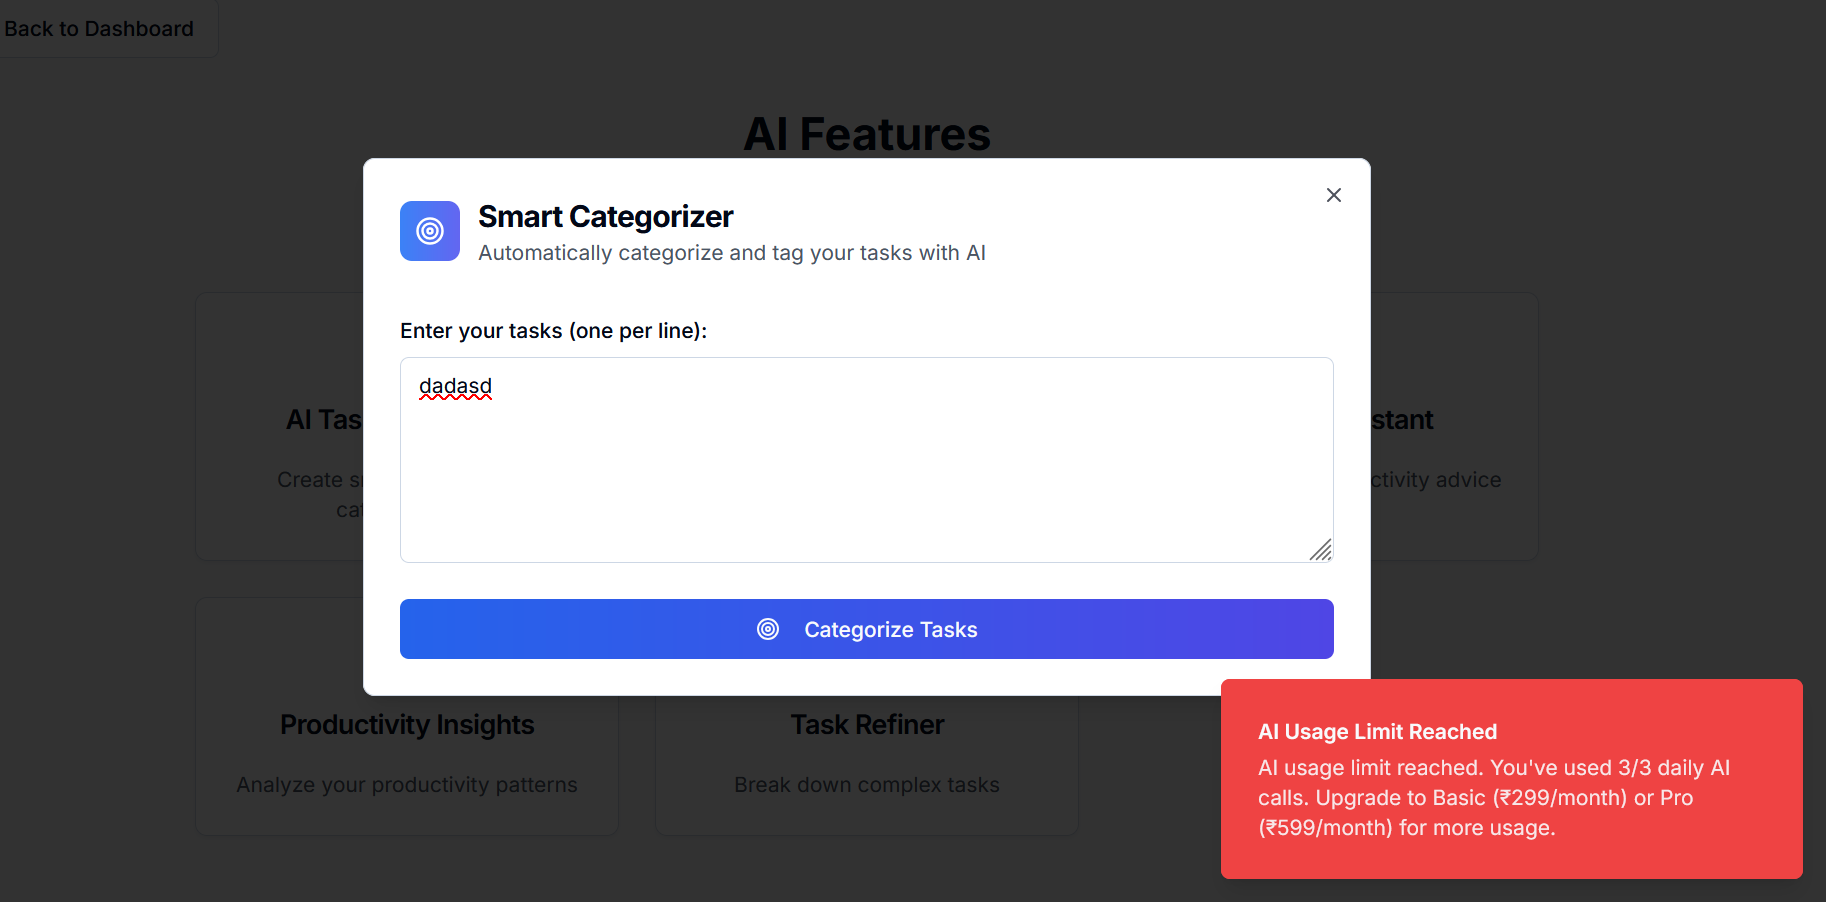 Back to Dashboard
AI Features
Smart Categorizer
Automatically categorize and tag your tasks with AI
Enter your tasks (one per line):
dadasd
AI Tas
stant
Create s
ctivity advice
cat
Categorize Tasks
Productivity Insights
Task Refiner
Analyze your productivity patterns
Break down complex tasks
AI Usage Limit Reached
AI usage limit reached. You've used 3/3 daily AI
calls. Upgrade to Basic (₹299/month) or Pro
(₹599/month) for more usage.